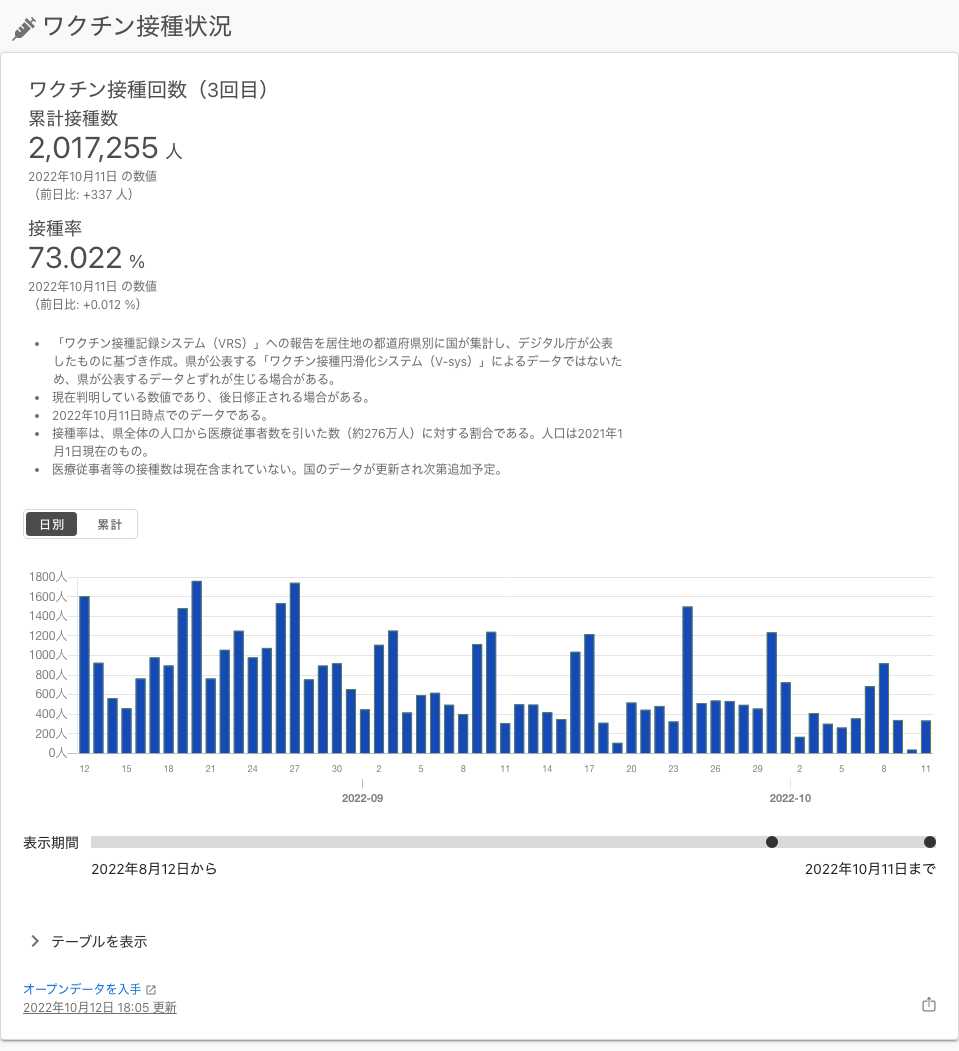 ワクチン接種状況
ワクチン接種回数（3回目）
累計接種数
2,017,255 人
2022年10月11日 の数値
（前日比: +337 人）
接種率
73.022 %
2022年10月11日 の数値
（前日比: +0.012 %）
• 「ワクチン接種記録システム（VRS）」への報告を居住地の都道府県別に国が集計し、デジタル庁が公表
したものに基づき作成。県が公表する「ワクチン接種円滑化システム（V-sys）」によるデータではないた
め、県が公表するデータとずれが生じる場合がある。
• 現在判明している数値であり、後日修正される場合がある。
• 2022年10月11日時点でのデータである。
• 接種率は、県全体の人口から医療従事者数を引いた数（約276万人）に対する割合である。人口は2021年1
月1日現在のもの。
• 医療従事者等の接種数は現在含まれていない。国のデータが更新され次第追加予定。
日別 累計
1800人
1600人
1400人
1200人
1000人
800人
600人
400人
200人
0人
12 15 18 21 24 27 30 2 5 8 11 14 17 20 23 26 29 2 5 8 11
2022-09 2022-10
表示期間
2022年8月12日から 2022年10月11日まで
テーブルを表示
オープンデータを入手
2022年10月12日 18:05 更新